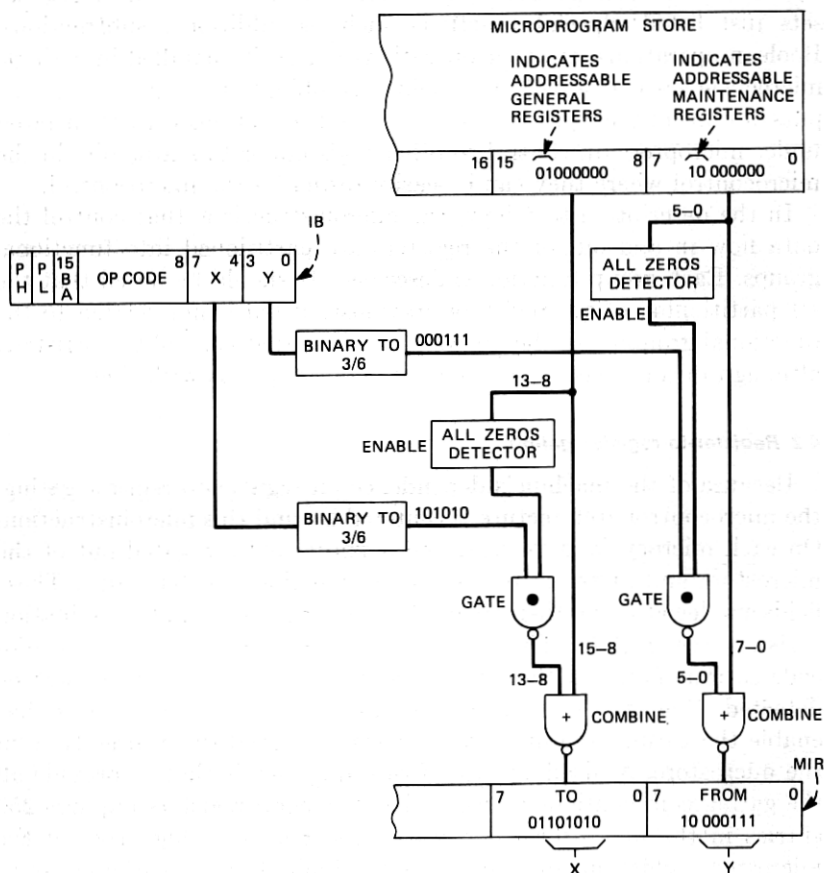 MICROPROGRAM STORE
INDICATES ADDRESSABLE GENERAL REGISTERS
INDICATES ADDRESSABLE MAINTENANCE REGISTERS
16 15 8 7 0
01000000
10 000000
5–0
IB
P H
P L
15 B A
OP CODE
8 7 4 3 0
X
Y
ALL ZEROS DETECTOR
ENABLE
BINARY TO 3/6
000111
13–8
ENABLE
ALL ZEROS DETECTOR
BINARY TO 3/6
101010
GATE
GATE
15–8
7–0
13–8
5–0
+
COMBINE
+
COMBINE
MIR
7 TO 0
7 FROM 0
01101010
10 000111
X
Y